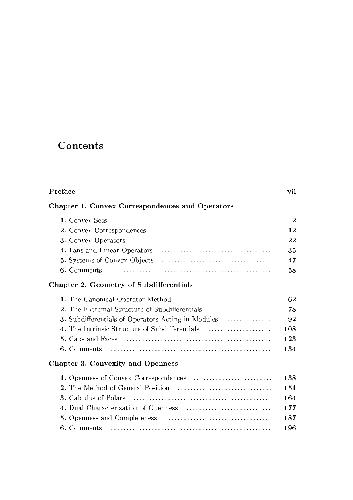 Contents
Preface vii
Chapter 1. Convex Correspondences and Operators
1. Convex Sets 2
2. Convex Correspondences 12
3. Convex Operators 22
4. Fans and Linear Operators 35
5. Systems of Convex Objects 47
6. Comments 58
Chapter 2. Geometry of Subdifferentials
1. The Canonical Operator Method 62
2. The Extremal Structure of Subdifferentials 78
3. Subdifferentials of Operators Acting in Modules 92
4. The Intrinsic Structure of Subdifferentials 108
5. Caps and Faces 123
6. Comments 134
Chapter 3. Convexity and Openness
1. Openness of Convex Correspondences 138
2. The Method of General Position 151
3. Calculus of Polars 164
4. Dual Characterization of Openness 177
5. Openness and Completeness 187
6. Comments 196